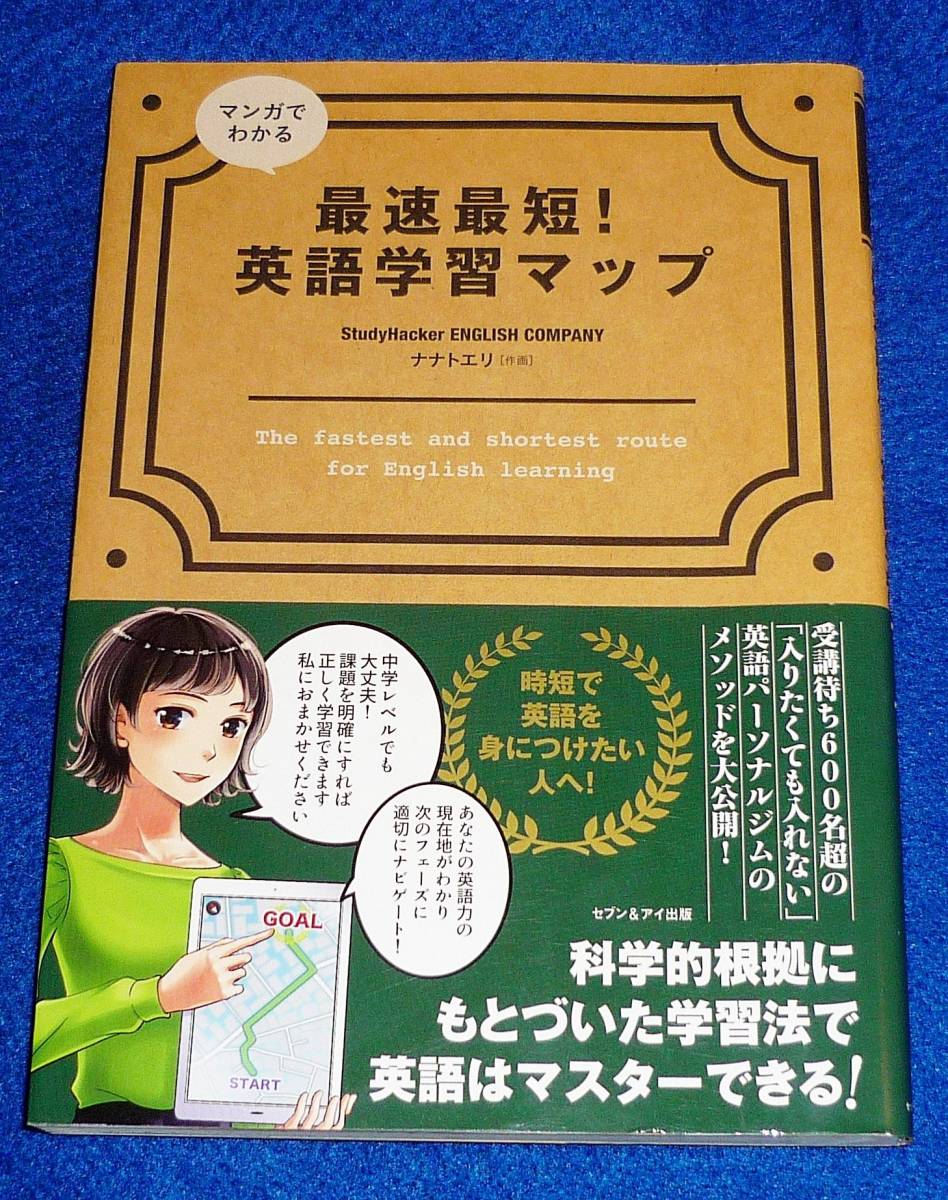 マンガで
わかる
最速最短!
英語学習マップ
StudyHacker ENGLISH COMPANY
ナナトエリ [作画]
The fastest and shortest route
for English learning
受講待ち600名超の
「入りたくても入れない」
英語パーソナルジムの
メソッドを大公開!
時短で
英語を
身につけたい
人へ!
中学レベルでも
大丈夫!
課題を明確にすれば
正しく学習できます
私におまかせください
あなたの英語力の
現在地がわかり
次のフェーズに
適切にナビゲート!
GOAL
START
セブン&アイ出版
科学的根拠に
もとづいた学習法で
英語はマスターできる!